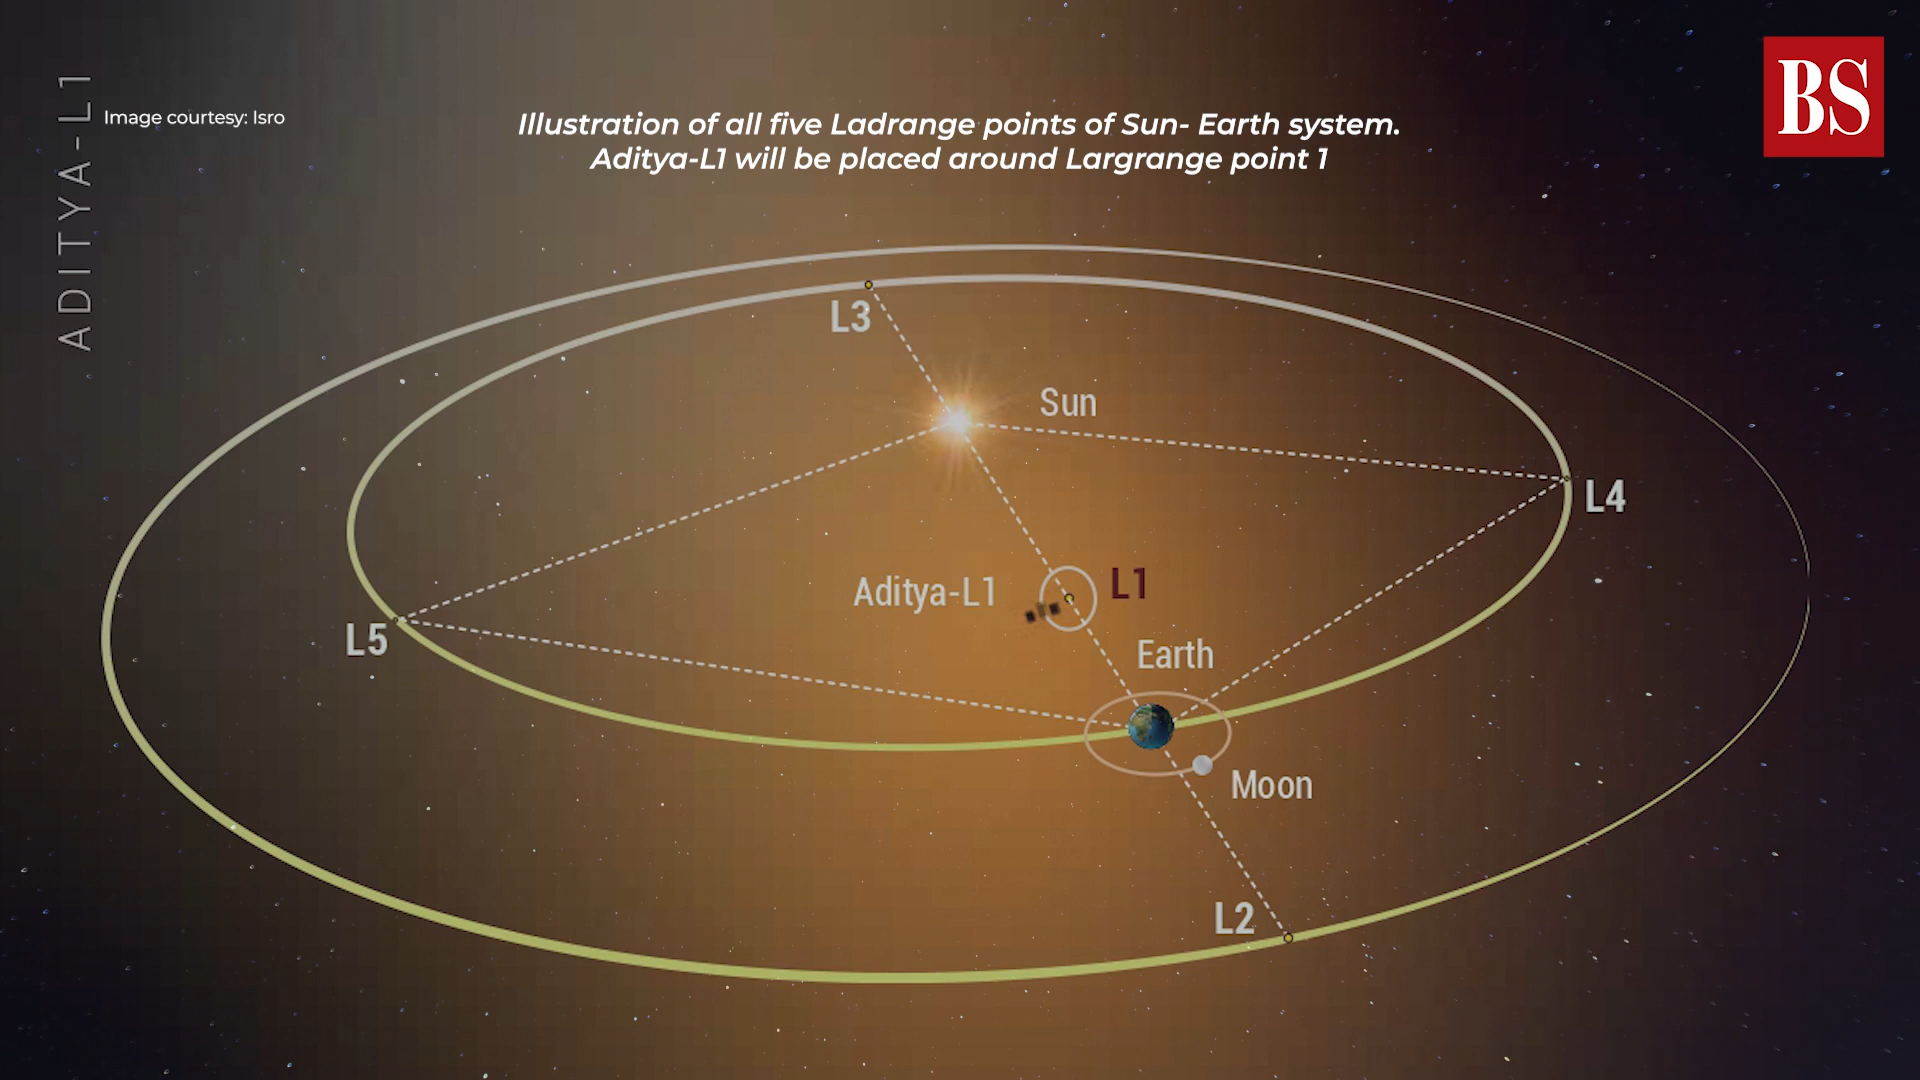 ADITYA-L1
Image courtesy: Isro
Illustration of all five Ladrange points of Sun- Earth system.
Aditya-L1 will be placed around Largrange point 1
BS
L3
Sun
L4
Aditya-L1
L1
L5
Earth
Moon
L2